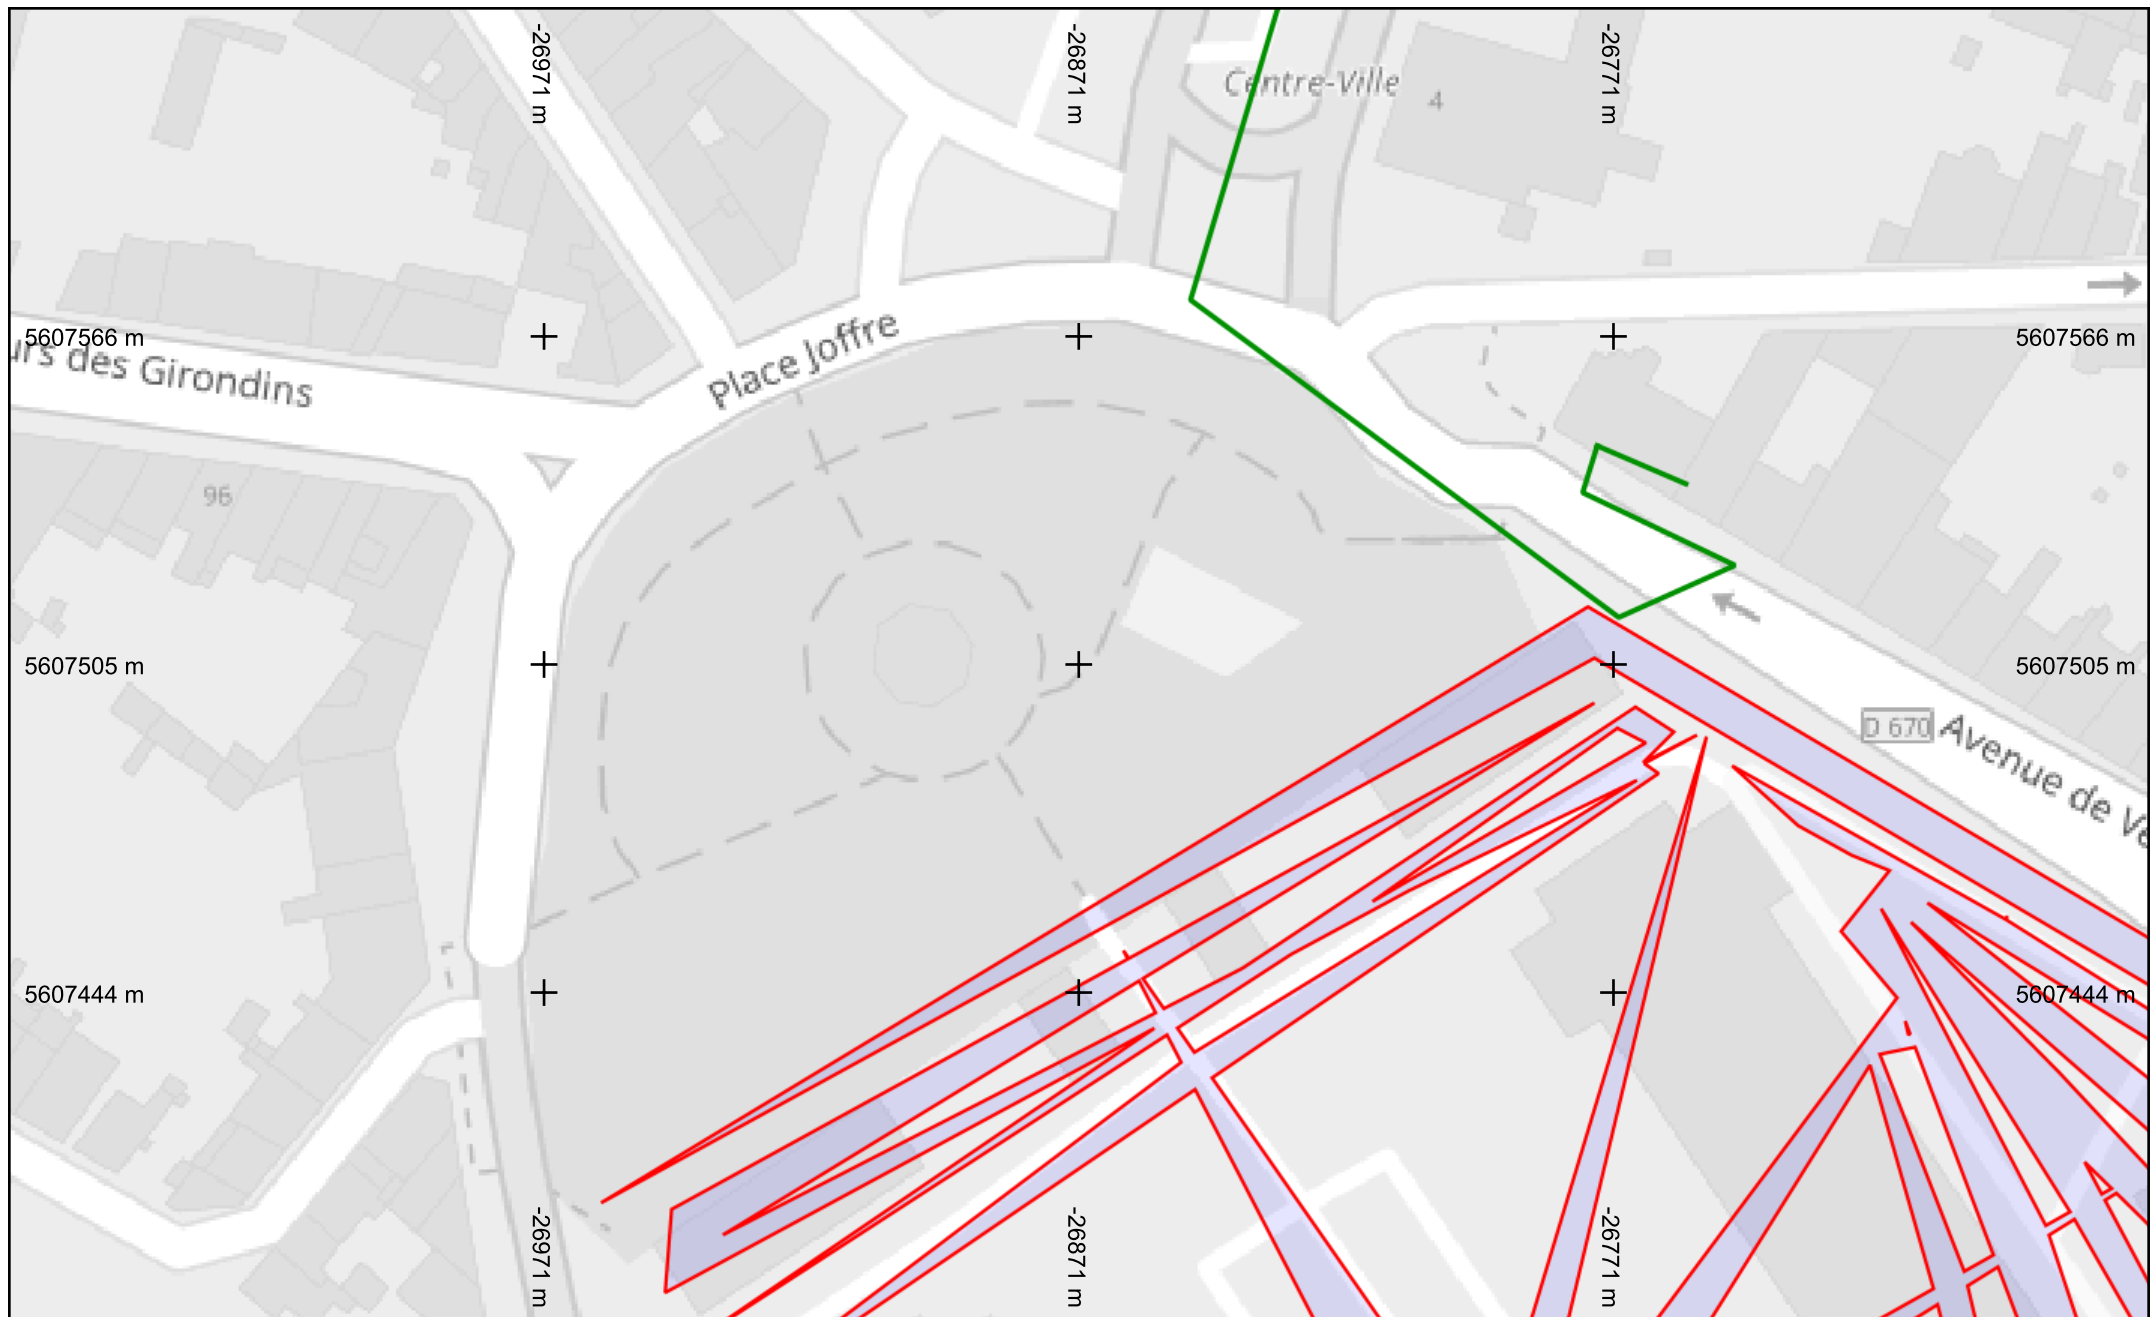 -26971 m
-26871 m
-26771 m
Centre-Ville
4
5607566 m
5607566 m
urs des Girondins
Place Joffre
96
5607505 m
5607505 m
D 670
Avenue de Ve
5607444 m
5607444 m
-26971 m
-26871 m
-26771 m